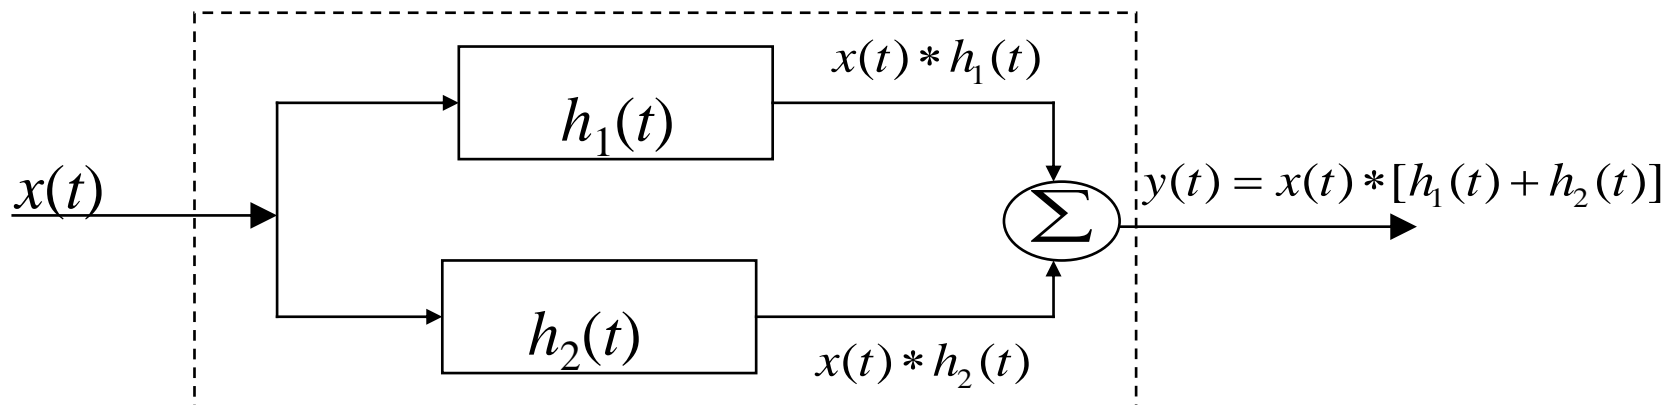 x(t) * h₁(t)
h₁(t)
x(t)
Σ
y(t) = x(t) * [h₁(t) + h₂(t)]
h₂(t)
x(t) * h₂(t)